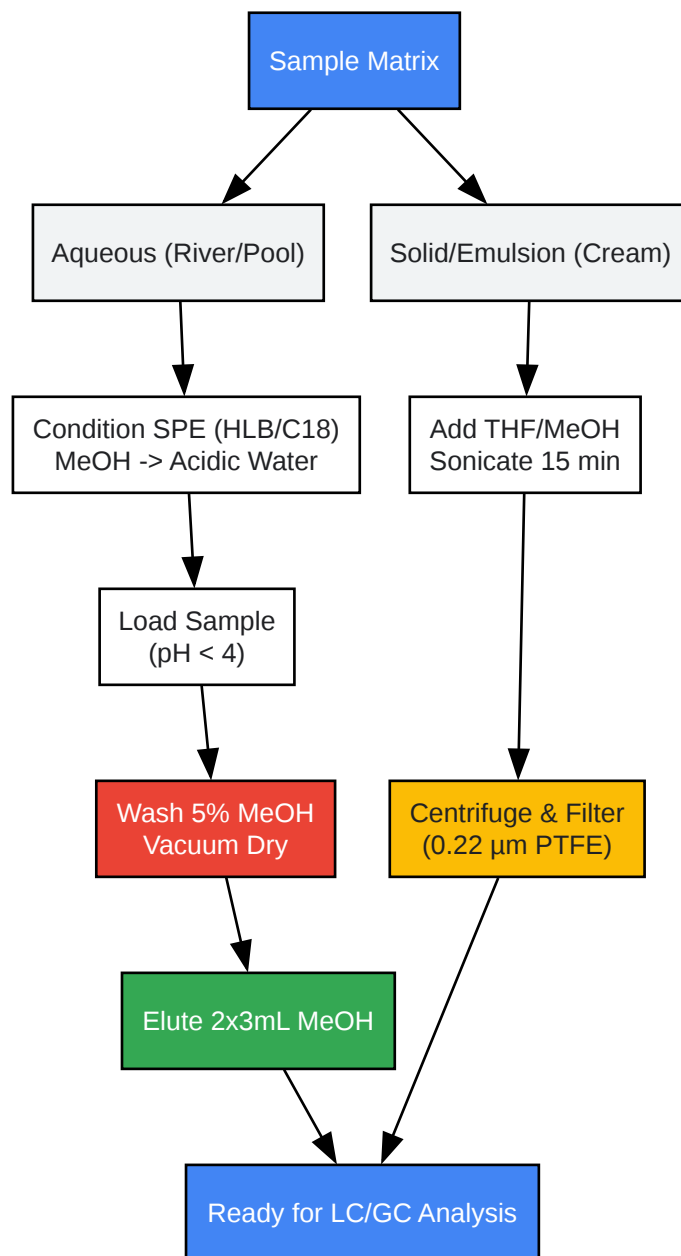 Sample Matrix
Aqueous (River/Pool)
Solid/Emulsion (Cream)
Condition SPE (HLB/C18)
MeOH -> Acidic Water
Add THF/MeOH
Sonicate 15 min
Load Sample
(pH < 4)
Wash 5% MeOH
Vacuum Dry
Centrifuge & Filter
(0.22 µm PTFE)
Elute 2x3mL MeOH
Ready for LC/GC Analysis